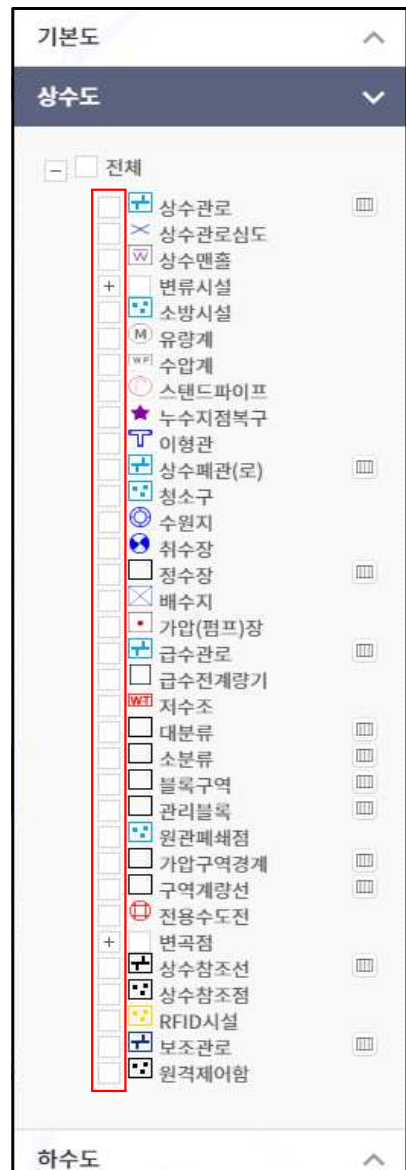 기본도
상수도
전체
상수관로
상수관로심도
상수맨홀
변류시설
소방시설
M 유량계
WP 수압계
스탠드파이프
누수지점복구
이형관
상수폐관(로)
청소구
수원지
취수장
정수장
배수지
가압(펌프)장
급수관로
급수전계량기
WT 저수조
대분류
소분류
블록구역
관리블록
원관폐쇄점
가압구역경계
구역계량선
전용수도전
변곡점
상수참조선
상수참조점
RFID시설
보조관로
원격제어함
하수도